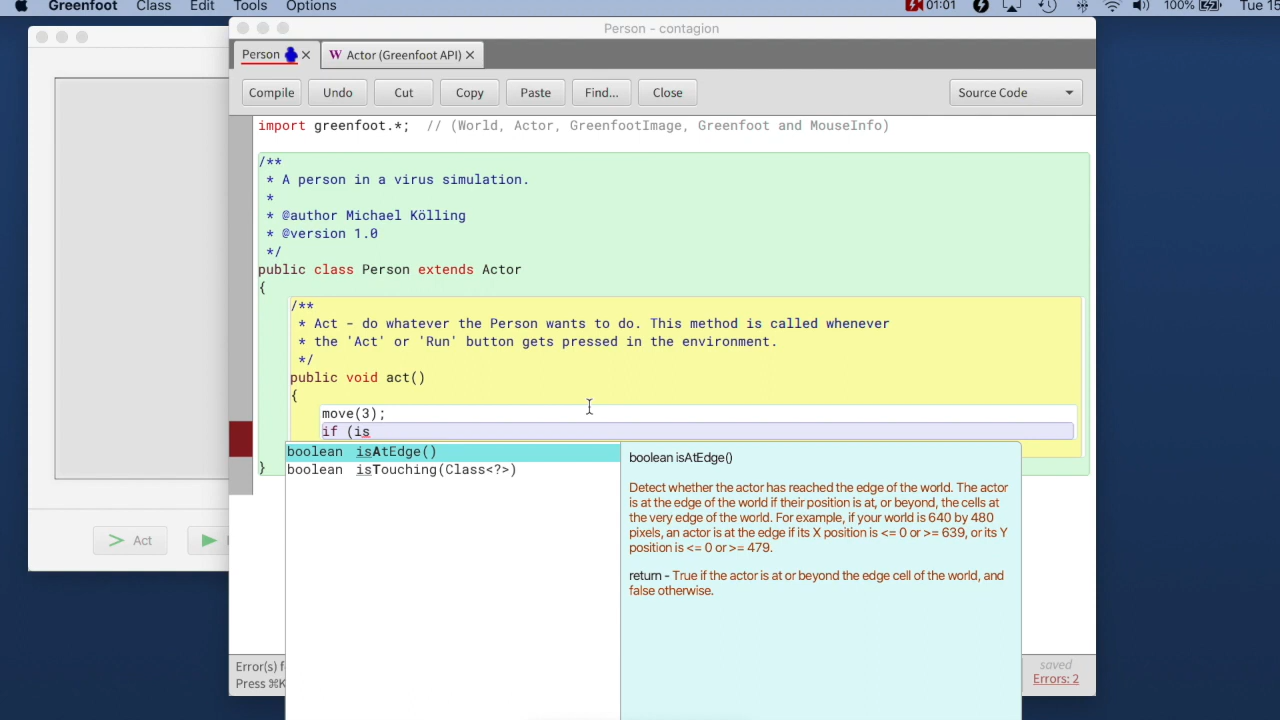 Greenfoot Class Edit Tools Options 01:01 100% Tue 15
Person - contagion
Person Actor (Greenfoot API)
Compile Undo Cut Copy Paste Find... Close Source Code
import greenfoot.*;  // (World, Actor, GreenfootImage, Greenfoot and MouseInfo)
/**
 * A person in a virus simulation.
 *
 * @author Michael Kölling
 * @version 1.0
 */
public class Person extends Actor
{
/**
 * Act - do whatever the Person wants to do. This method is called whenever
 * the 'Act' or 'Run' button gets pressed in the environment.
 */
public void act()
{
move(3);
if (is
}
boolean isAtEdge()
boolean isTouching(Class<?>)
boolean isAtEdge()
Detect whether the actor has reached the edge of the world. The actor
is at the edge of the world if their position is at, or beyond, the cells at
the very edge of the world. For example, if your world is 640 by 480
pixels, an actor is at the edge if its X position is <= 0 or >= 639, or its Y
position is <= 0 or >= 479.
return - True if the actor is at or beyond the edge cell of the world, and
false otherwise.
Act
Error(s) f
Press ⌘K
saved
Errors: 2